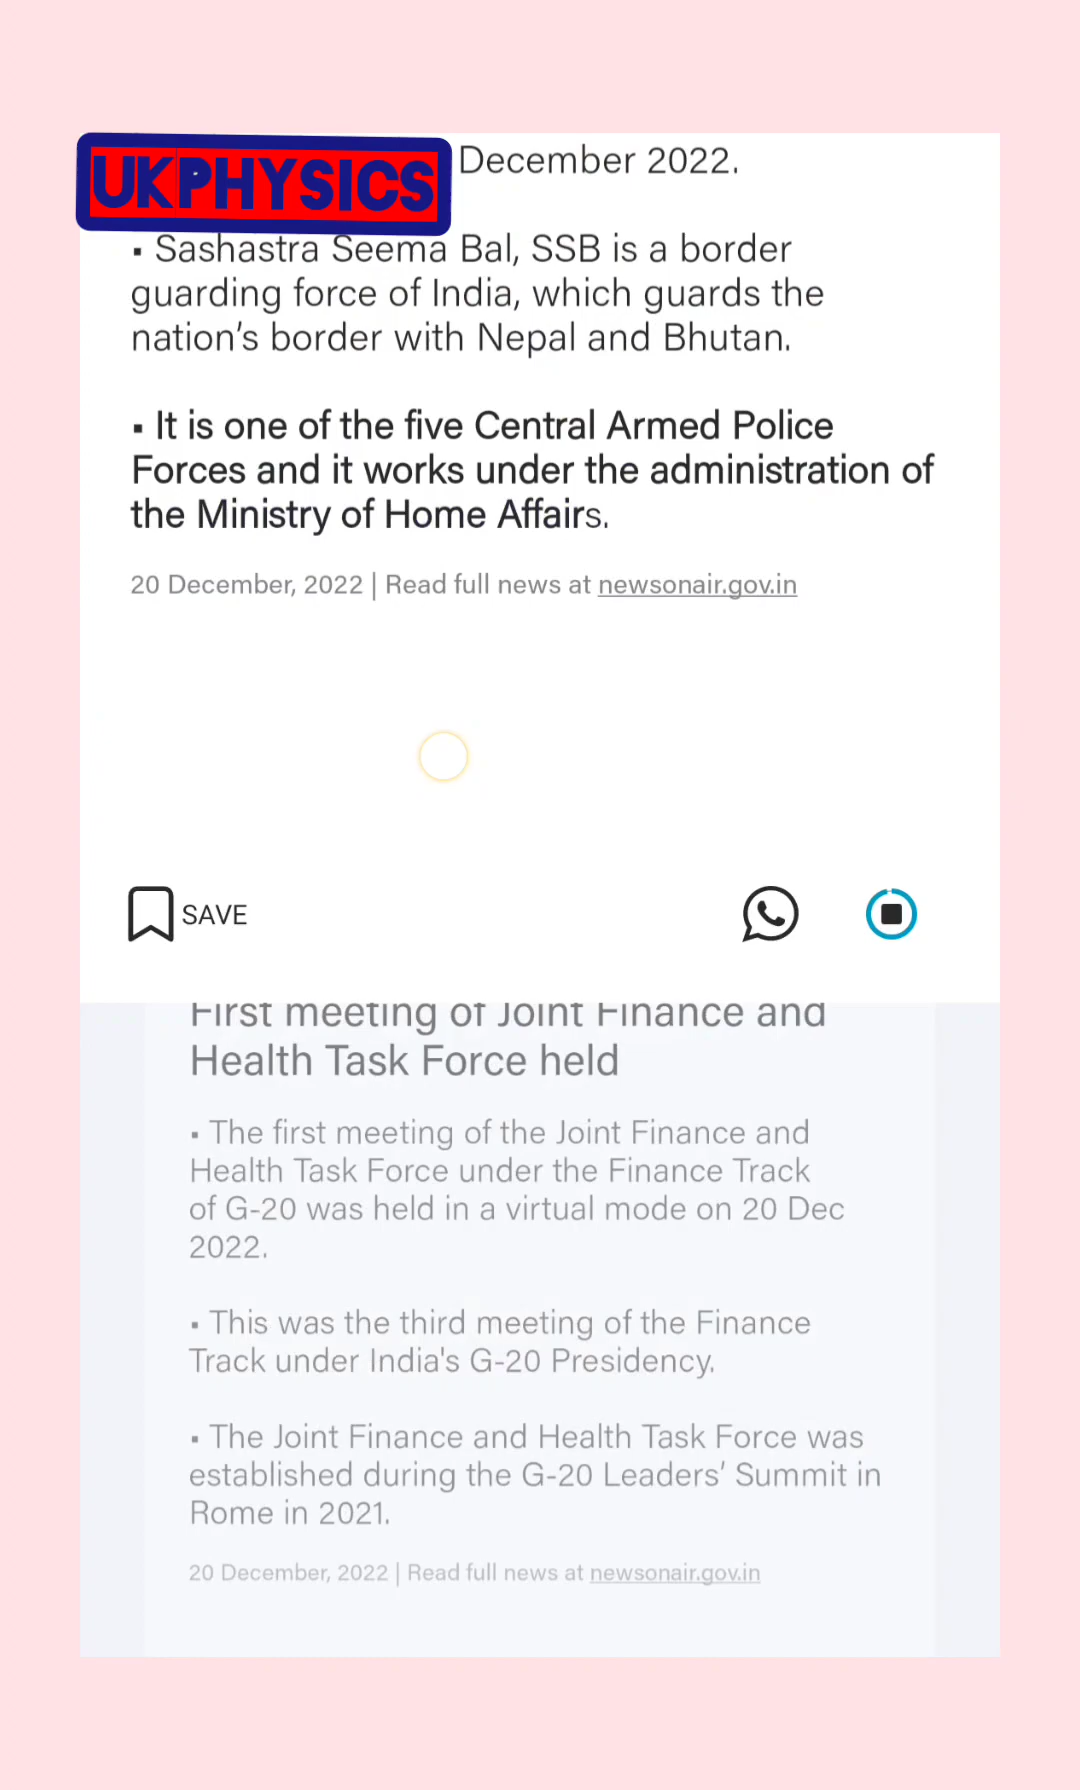 UKPHYSICS
December 2022.
▪ Sashastra Seema Bal, SSB is a border
guarding force of India, which guards the
nation’s border with Nepal and Bhutan.
▪ It is one of the five Central Armed Police
Forces and it works under the administration of
the Ministry of Home Affairs.
20 December, 2022 | Read full news at newsonair.gov.in
SAVE
First meeting of Joint Finance and
Health Task Force held
▪ The first meeting of the Joint Finance and
Health Task Force under the Finance Track
of G-20 was held in a virtual mode on 20 Dec
2022.
▪ This was the third meeting of the Finance
Track under India's G-20 Presidency.
▪ The Joint Finance and Health Task Force was
established during the G-20 Leaders’ Summit in
Rome in 2021.
20 December, 2022 | Read full news at newsonair.gov.in